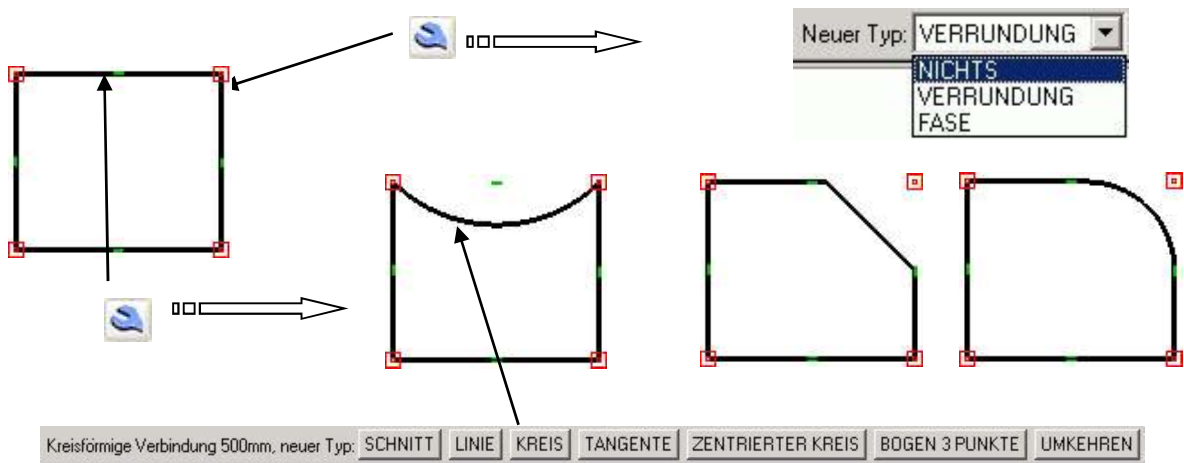 Neuer Typ: VERRUNDUNG
NICHTS
VERRUNDUNG
FASE
Kreisförmige Verbindung 500mm, neuer Typ: SCHNITT LINIE KREIS TANGENTE ZENTRIERTER KREIS BOGEN 3 PUNKTE UMKEHREN